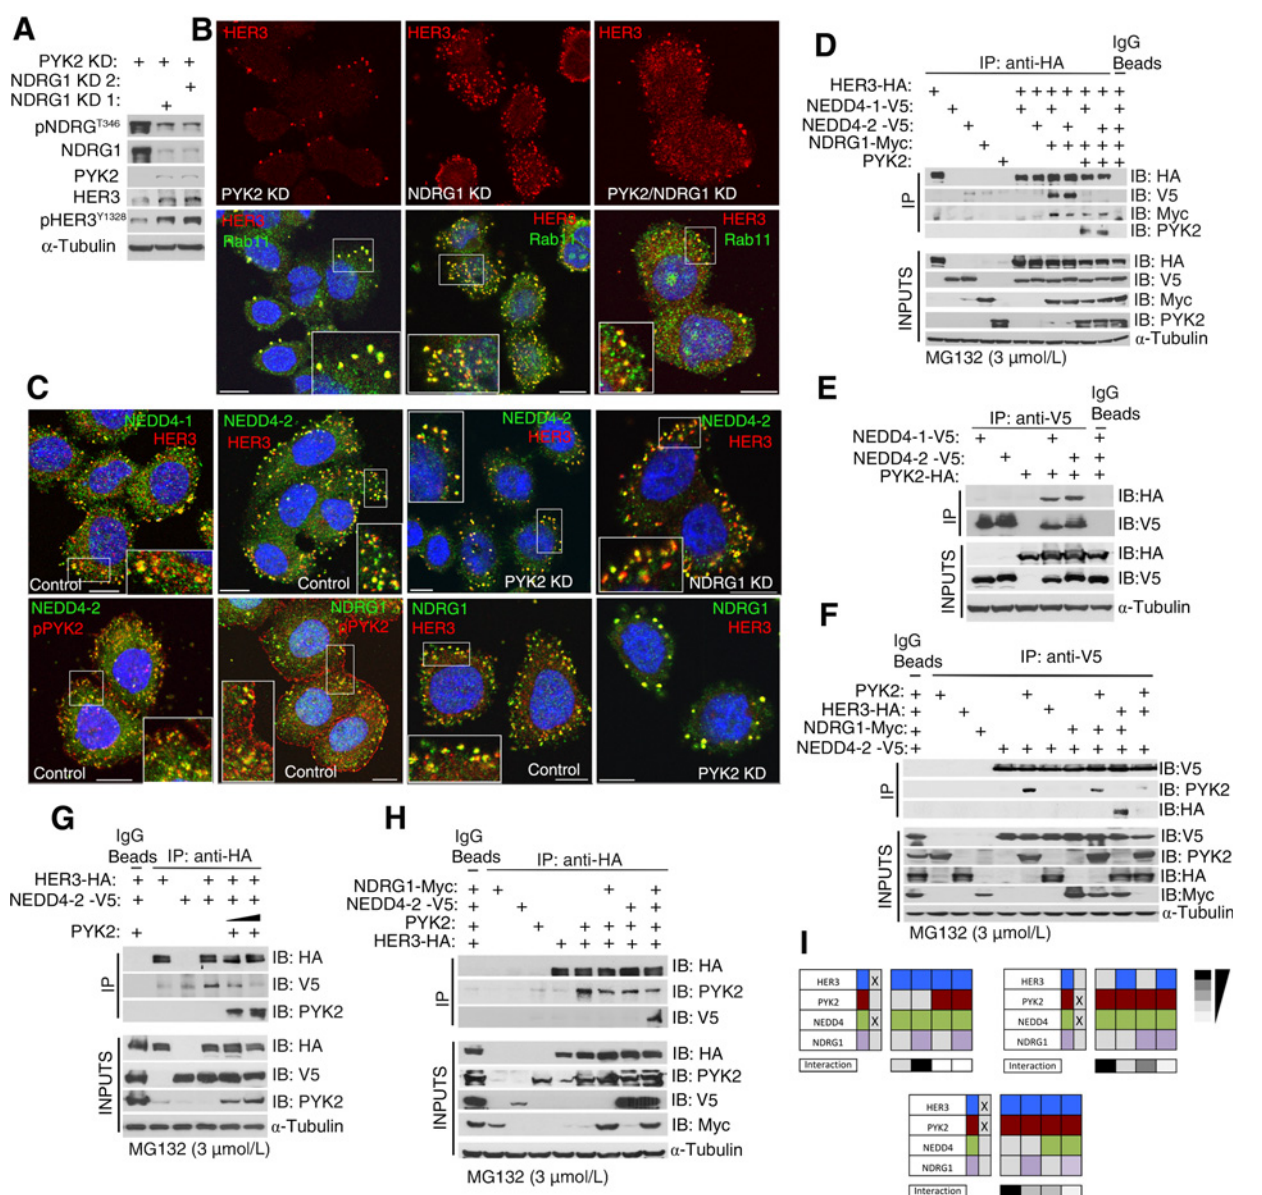 A
PYK2 KD: + + +
NDRG1 KD 2: +
NDRG1 KD 1: +
pNDRG^T346
NDRG1
PYK2
HER3
pHER3^Y1328
α-Tubulin
B
HER3
PYK2 KD
HER3
NDRG1 KD
HER3
PYK2/NDRG1 KD
HER3
Rab11
HER3
Rab11
HER3
Rab11
C
NEDD4-1
HER3
Control
NEDD4-2
HER3
Control
NEDD4-2
HER3
PYK2 KD
NEDD4-2
HER3
NDRG1 KD
NEDD4-2
pPYK2
Control
NDRG1
pPYK2
Control
NDRG1
HER3
Control
NDRG1
HER3
PYK2 KD
D
IgG
Beads
IP: anti-HA
HER3-HA: + + + + + + + +
NEDD4-1-V5: + + + + +
NEDD4-2 -V5: + + + + +
NDRG1-Myc: + + + + + +
PYK2: + + + +
IP
IB: HA
IB: V5
IB: Myc
IB: PYK2
INPUTS
IB: HA
IB: V5
IB: Myc
IB: PYK2
α-Tubulin
MG132 (3 µmol/L)
E
IgG
Beads
IP: anti-V5
NEDD4-1-V5: + + +
NEDD4-2 -V5: + + +
PYK2-HA: + + + +
IP
IB:HA
IB:V5
INPUTS
IB:HA
IB:V5
α-Tubulin
F
IgG
Beads
IP: anti-V5
PYK2: + + + + +
HER3-HA: + + + + +
NDRG1-Myc: + + + + +
NEDD4-2 -V5: + + + + + + + +
IP
IB:V5
IB: PYK2
IB:HA
INPUTS
IB:V5
IB: PYK2
IB:HA
IB:Myc
α-Tubulin
MG132 (3 µmol/L)
G
IgG
Beads
IP: anti-HA
HER3-HA: + + + + +
NEDD4-2 -V5: + + + + +
PYK2: + + +
IP
IB: HA
IB: V5
IB: PYK2
INPUTS
IB: HA
IB: V5
IB: PYK2
α-Tubulin
MG132 (3 µmol/L)
H
IgG
Beads
IP: anti-HA
NDRG1-Myc: + + + +
NEDD4-2 -V5: + + + +
PYK2: + + + + + +
HER3-HA: + + + + + +
IP
IB: HA
IB: PYK2
IB: V5
INPUTS
IB: HA
IB: PYK2
IB: V5
IB: Myc
α-Tubulin
MG132 (3 µmol/L)
I
HER3 X
PYK2
NEDD4 X
NDRG1
Interaction
HER3
PYK2 X
NEDD4 X
NDRG1
Interaction
HER3 X
PYK2 X
NEDD4
NDRG1
Interaction